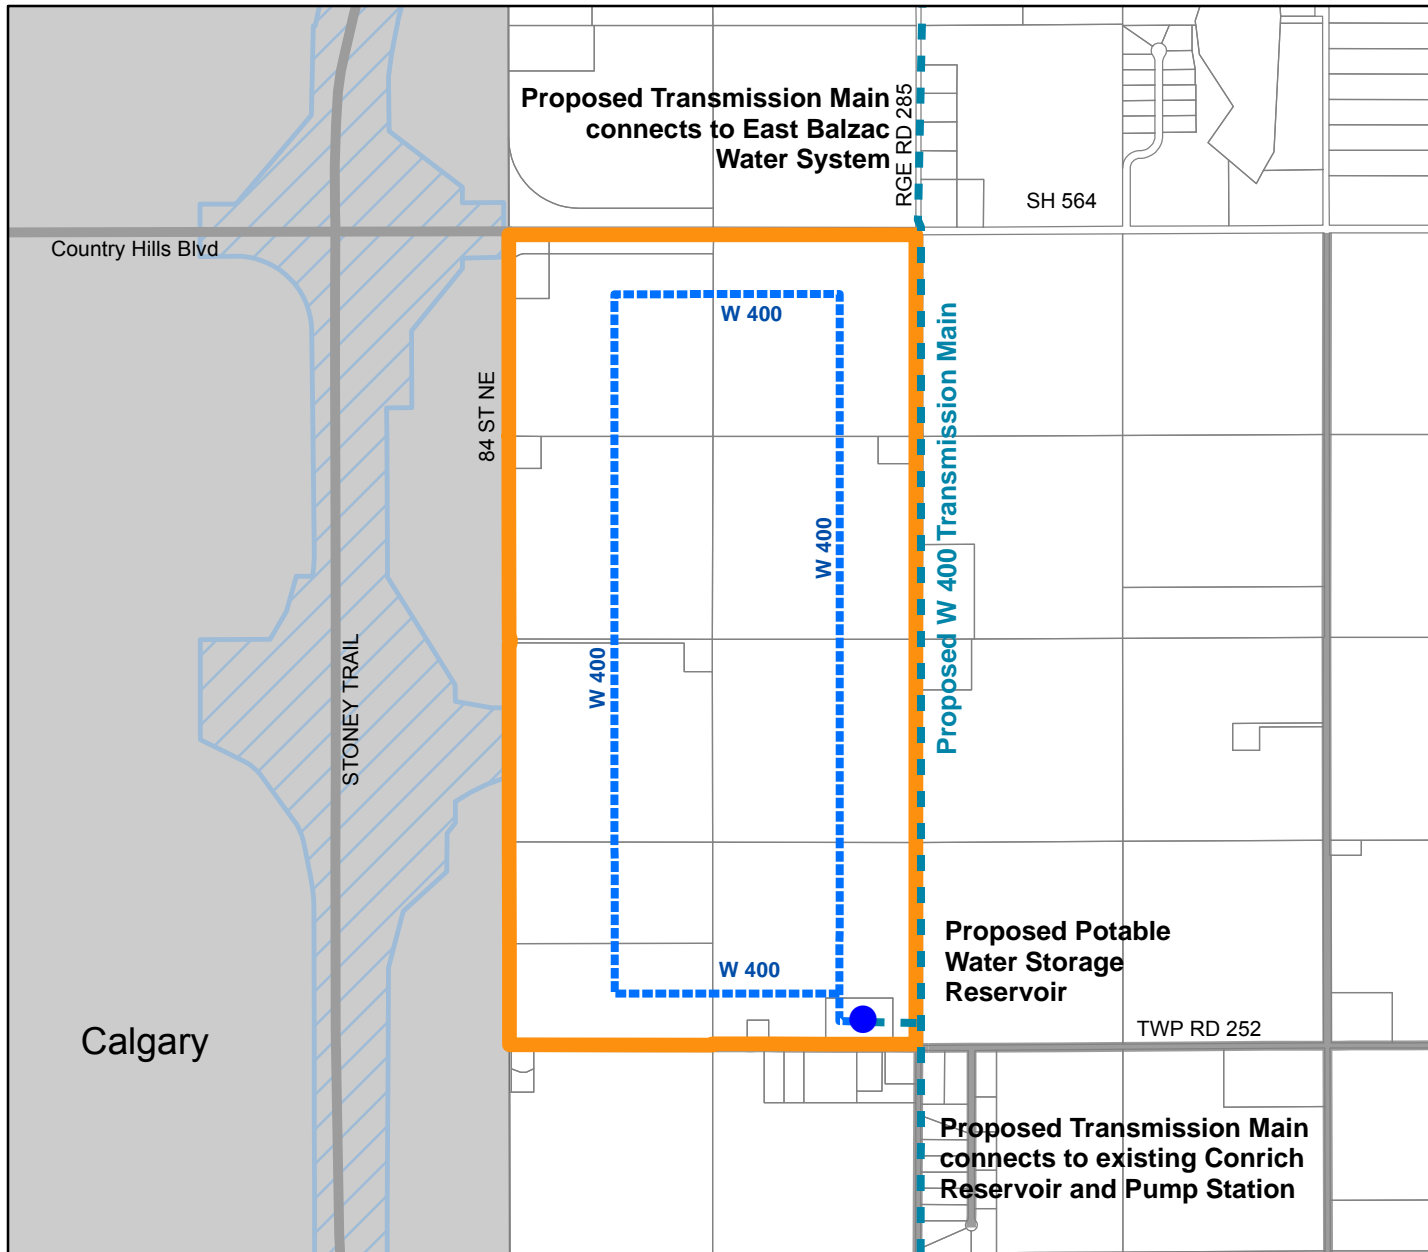 Proposed Transmission Main
connects to East Balzac
Water System
RGE RD 285
SH 564
Country Hills Blvd
W 400
84 ST NE
Proposed W 400 Transmission Main
W 400
W 400
STONEY TRAIL
Proposed Potable
Water Storage
Reservoir
W 400
TWP RD 252
Calgary
Proposed Transmission Main
connects to existing Conrich
Reservoir and Pump Station